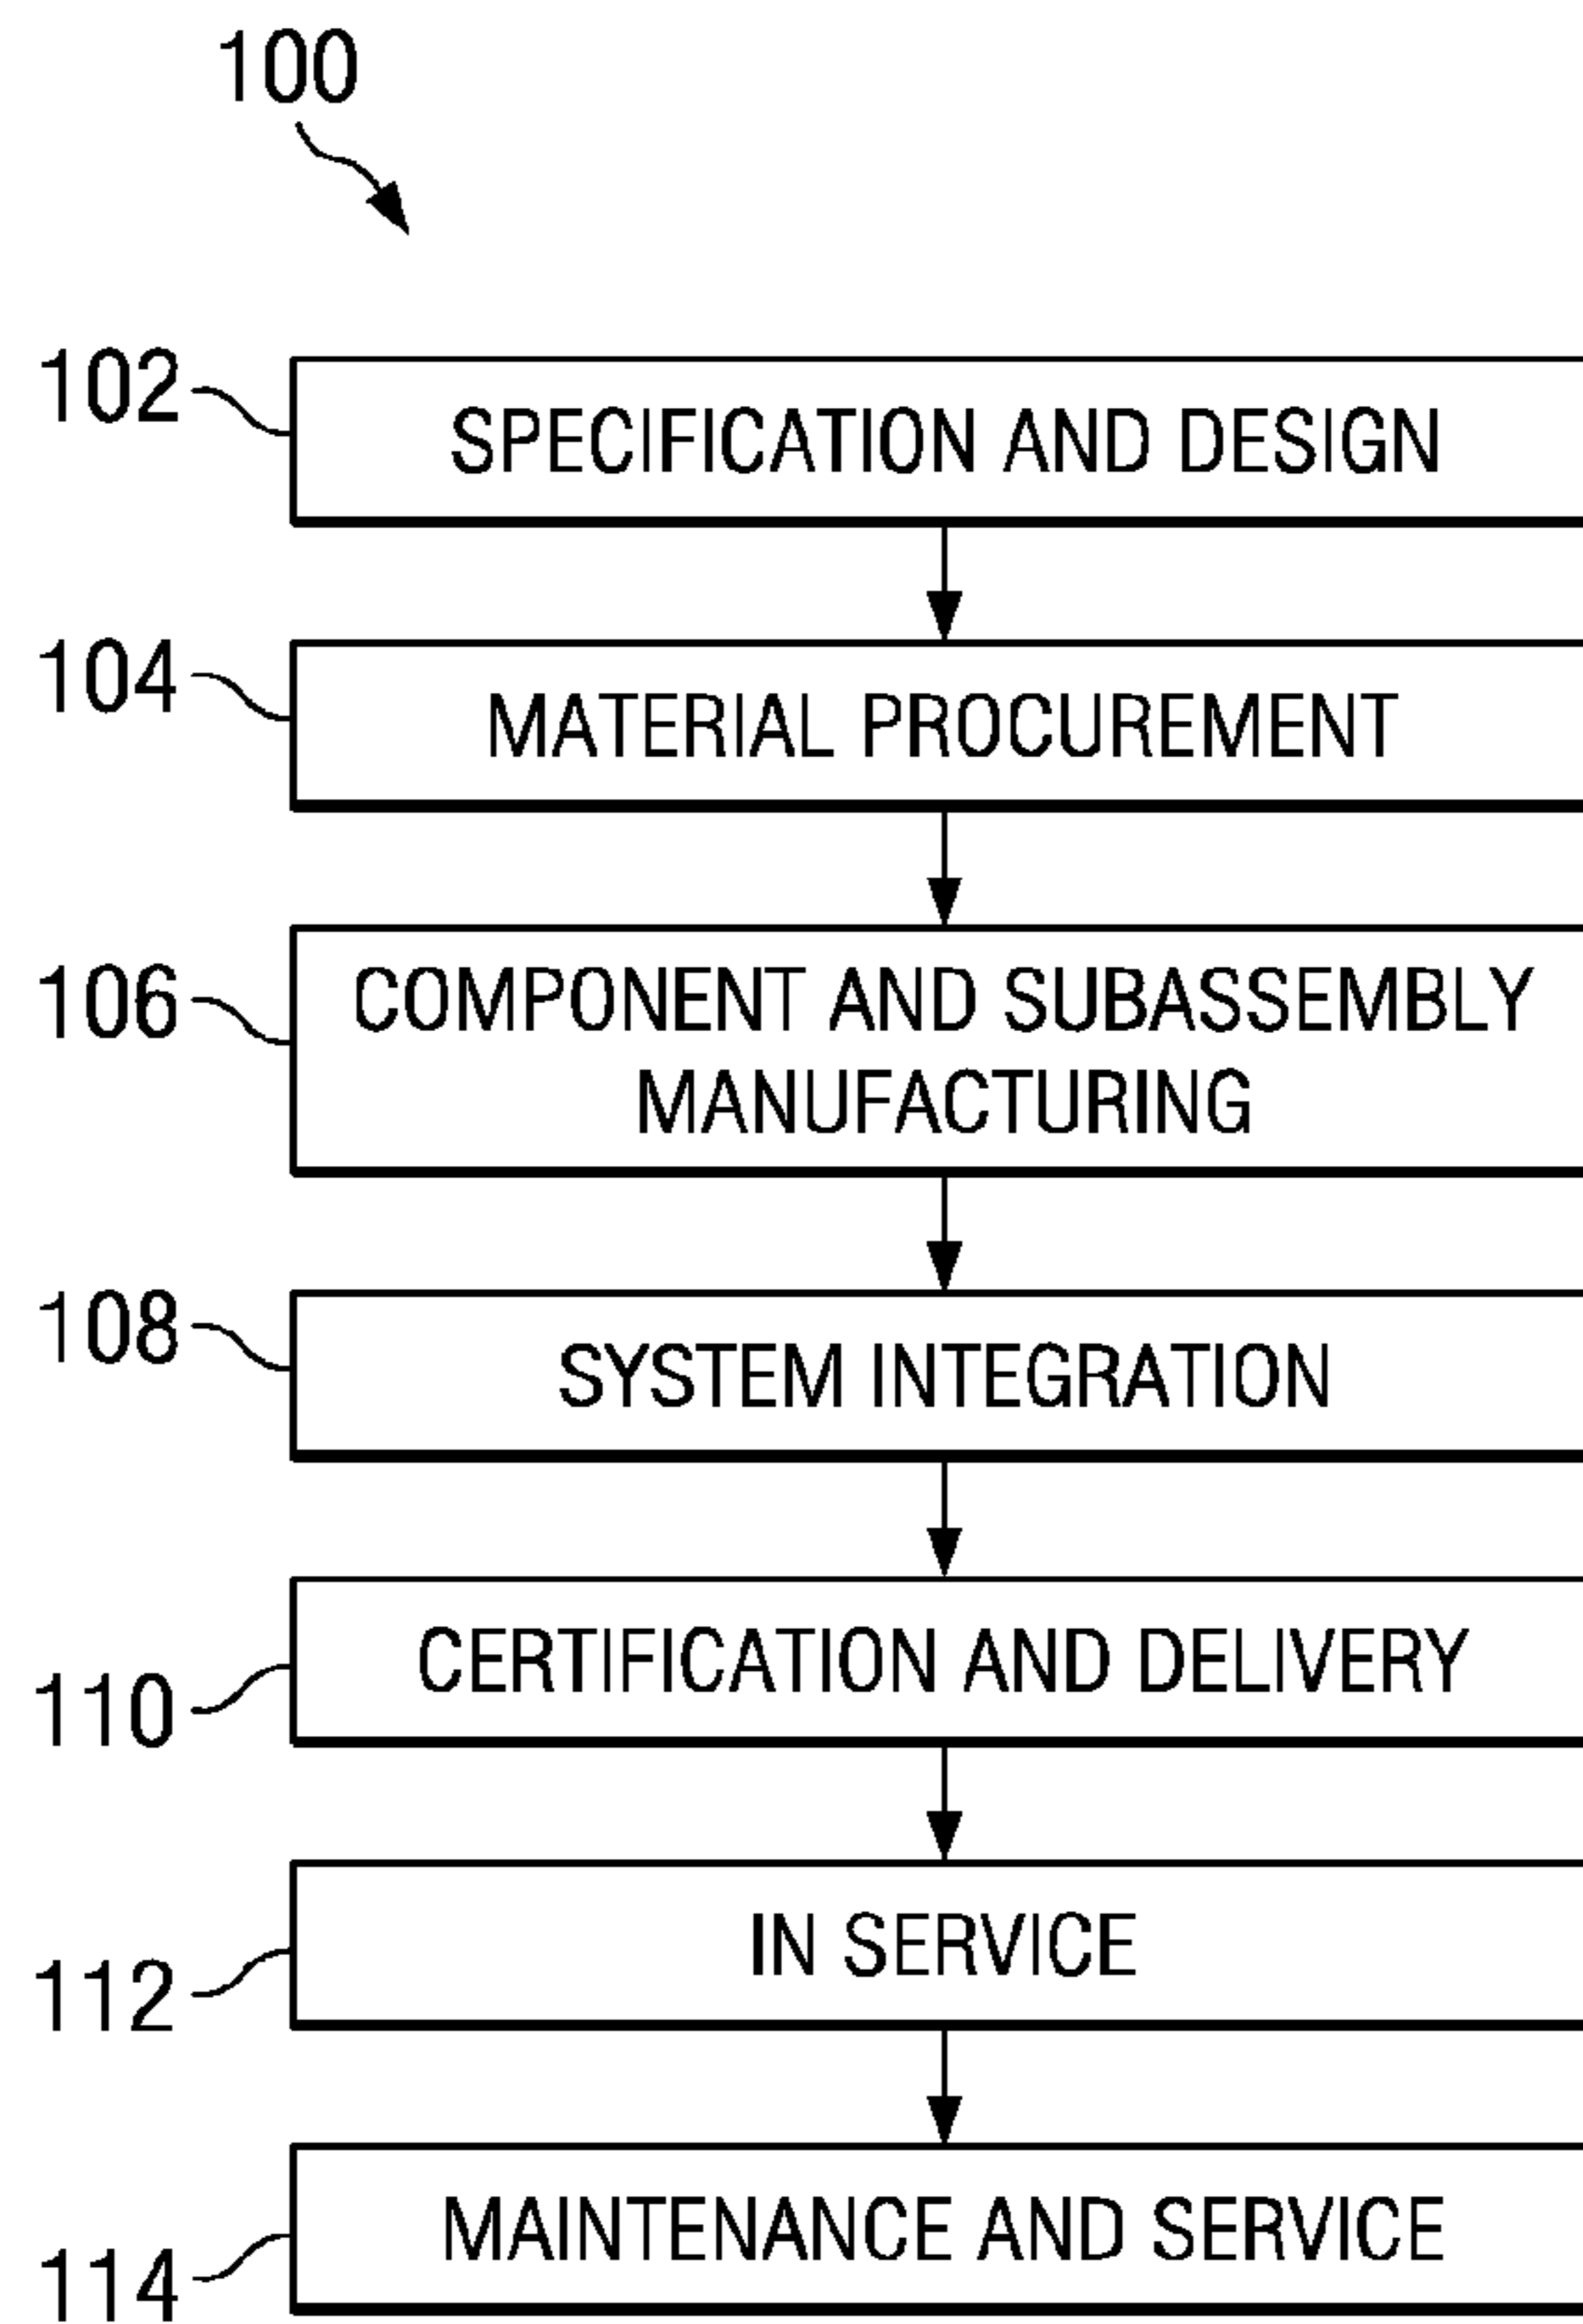 100
102
SPECIFICATION AND DESIGN
104
MATERIAL PROCUREMENT
106
COMPONENT AND SUBASSEMBLY
MANUFACTURING
108
SYSTEM INTEGRATION
110
CERTIFICATION AND DELIVERY
112
IN SERVICE
114
MAINTENANCE AND SERVICE